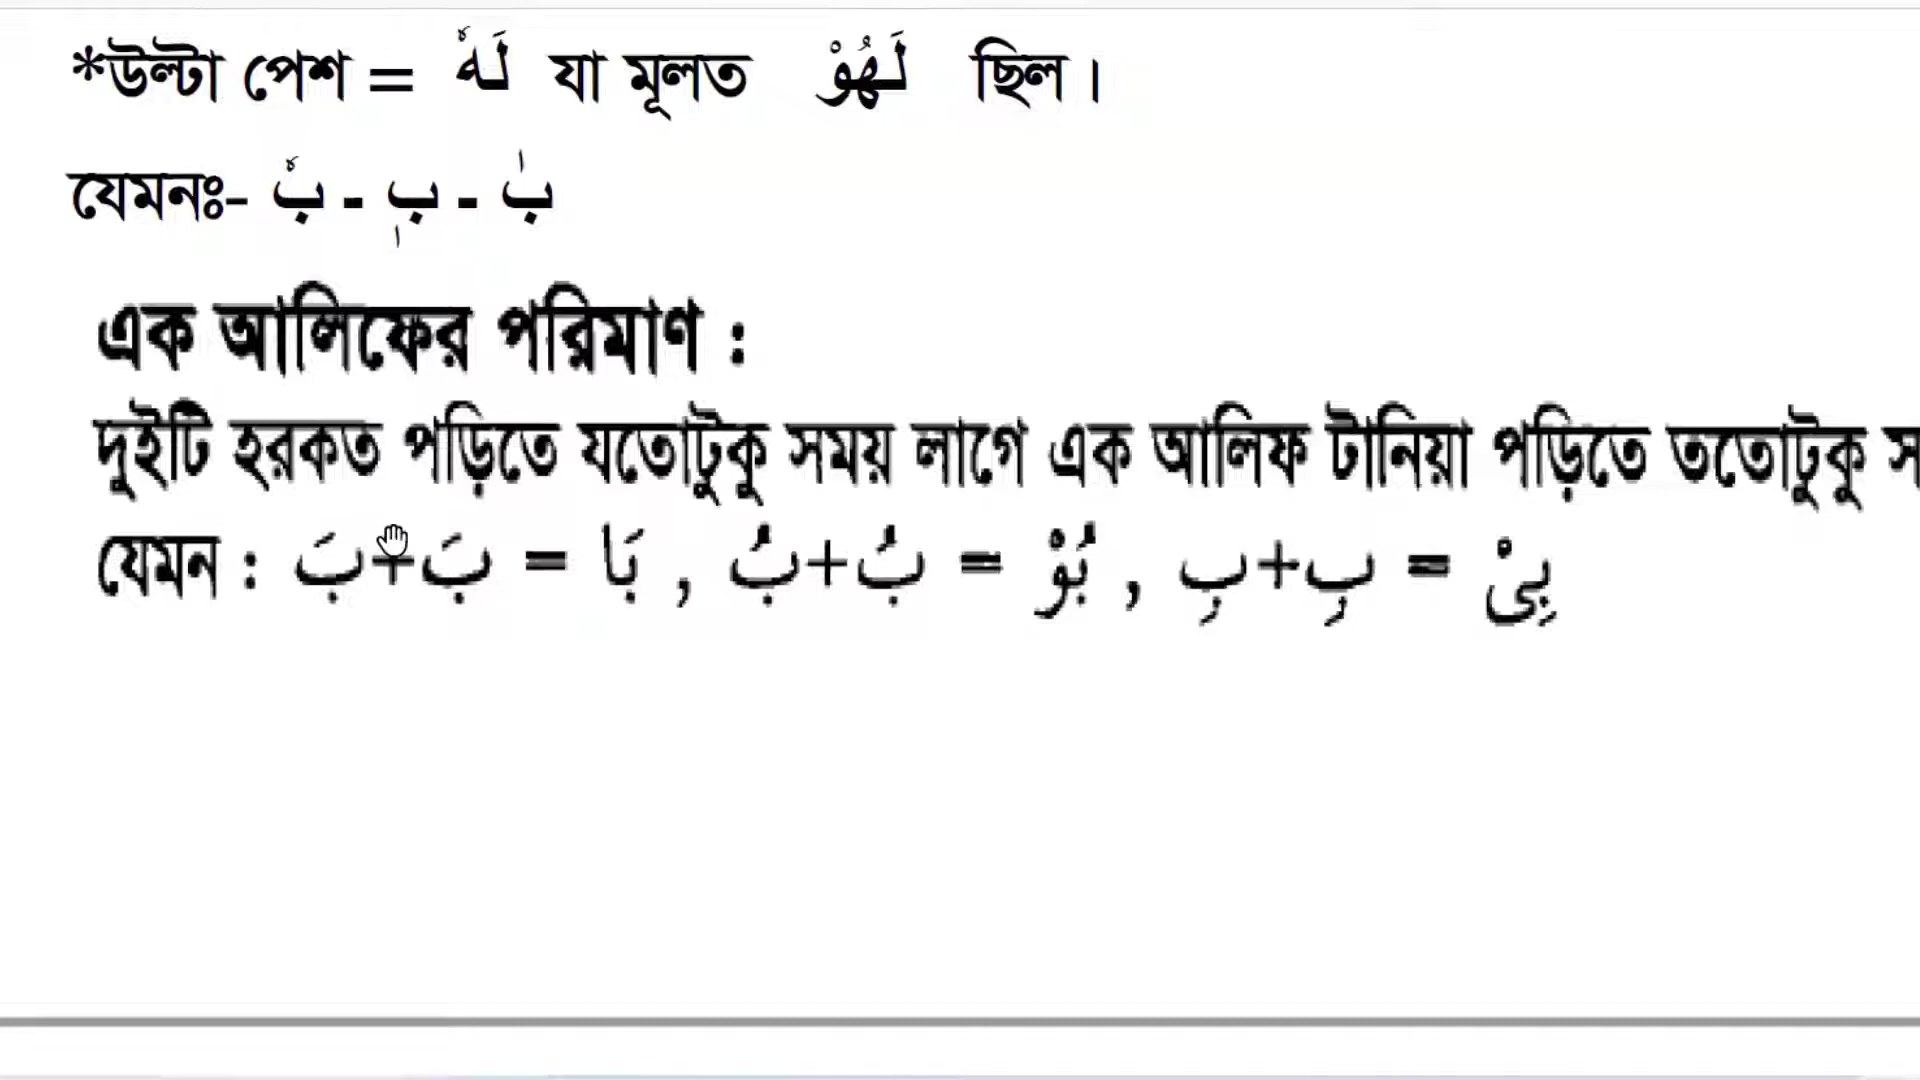 *উল্টা পেশ = لَهٗ যা মূলত لَهُوْ ছিল।
যেমনঃ- بٗ - بٖ - بٰ
এক আলিফের পরিমাণ :
দুইটি হরকত পড়িতে যতোটুকু সময় লাগে এক আলিফ টানিয়া পড়িতে ততোটুকু স
যেমন : بَ+بَ = بَا , بُ+بُ = بُوْ , بِ+بِ = بِىْ